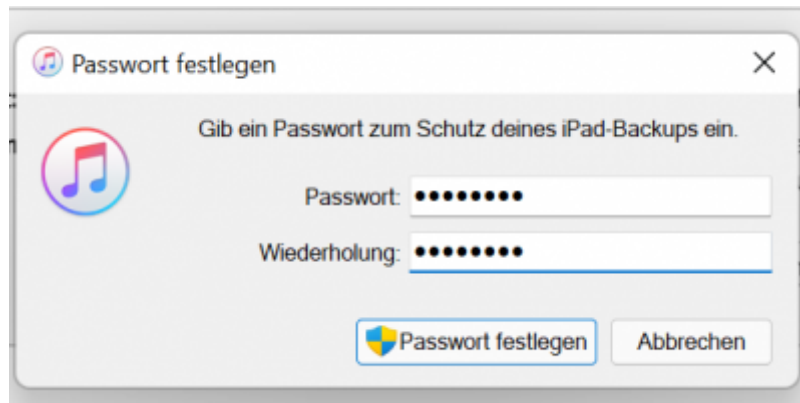 Passwort festlegen
Gib ein Passwort zum Schutz deines iPad-Backups ein.
Passwort: ••••••••
Wiederholung: ••••••••
Passwort festlegen Abbrechen